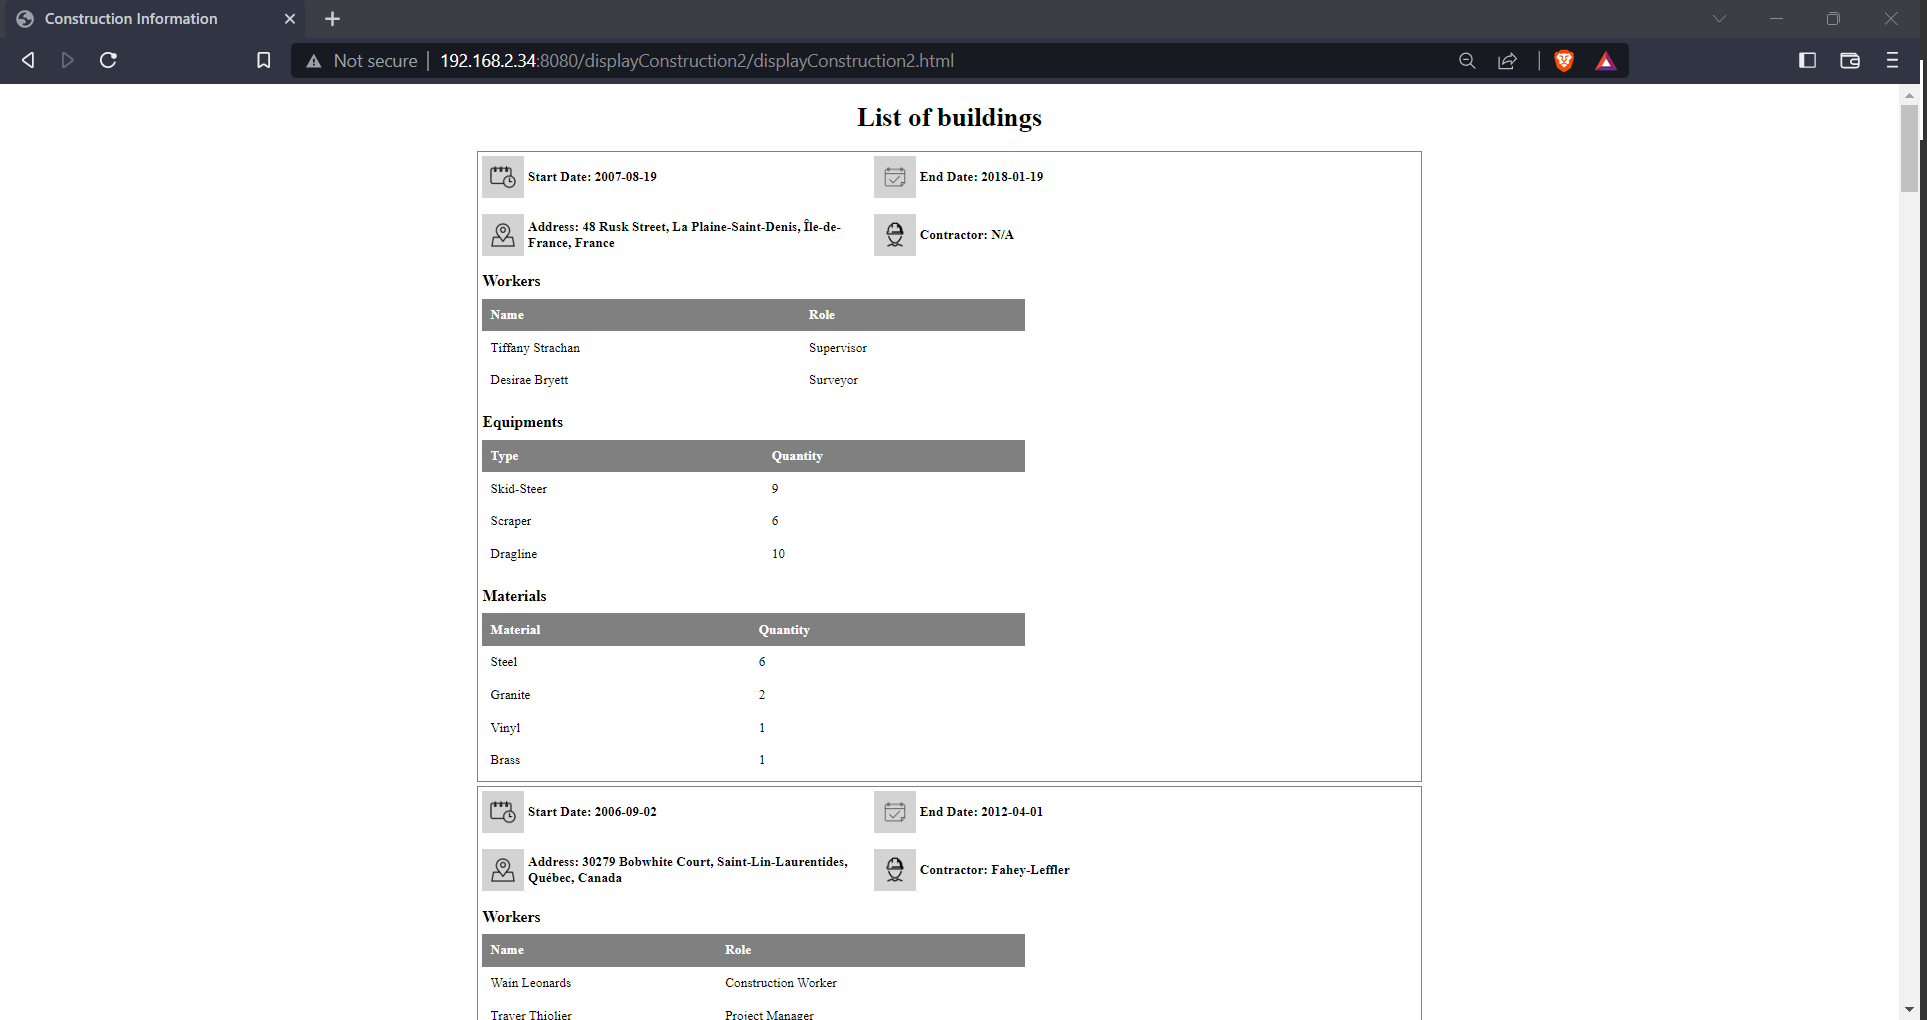 Construction Information
Not secure
192.168.2.34:8080/displayConstruction2/displayConstruction2.html
List of buildings
Start Date: 2007-08-19
End Date: 2018-01-19
Address: 48 Rusk Street, La Plaine-Saint-Denis, Île-de-
France, France
Contractor: N/A
Workers
Name Role
Tiffany Strachan Supervisor
Desirae Bryett Surveyor
Equipments
Type Quantity
Skid-Steer 9
Scraper 6
Dragline 10
Materials
Material Quantity
Steel 6
Granite 2
Vinyl 1
Brass 1
Start Date: 2006-09-02
End Date: 2012-04-01
Address: 30279 Bobwhite Court, Saint-Lin-Laurentides,
Québec, Canada
Contractor: Fahey-Leffler
Workers
Name Role
Wain Leonards Construction Worker
Traver Thiolier Project Manager